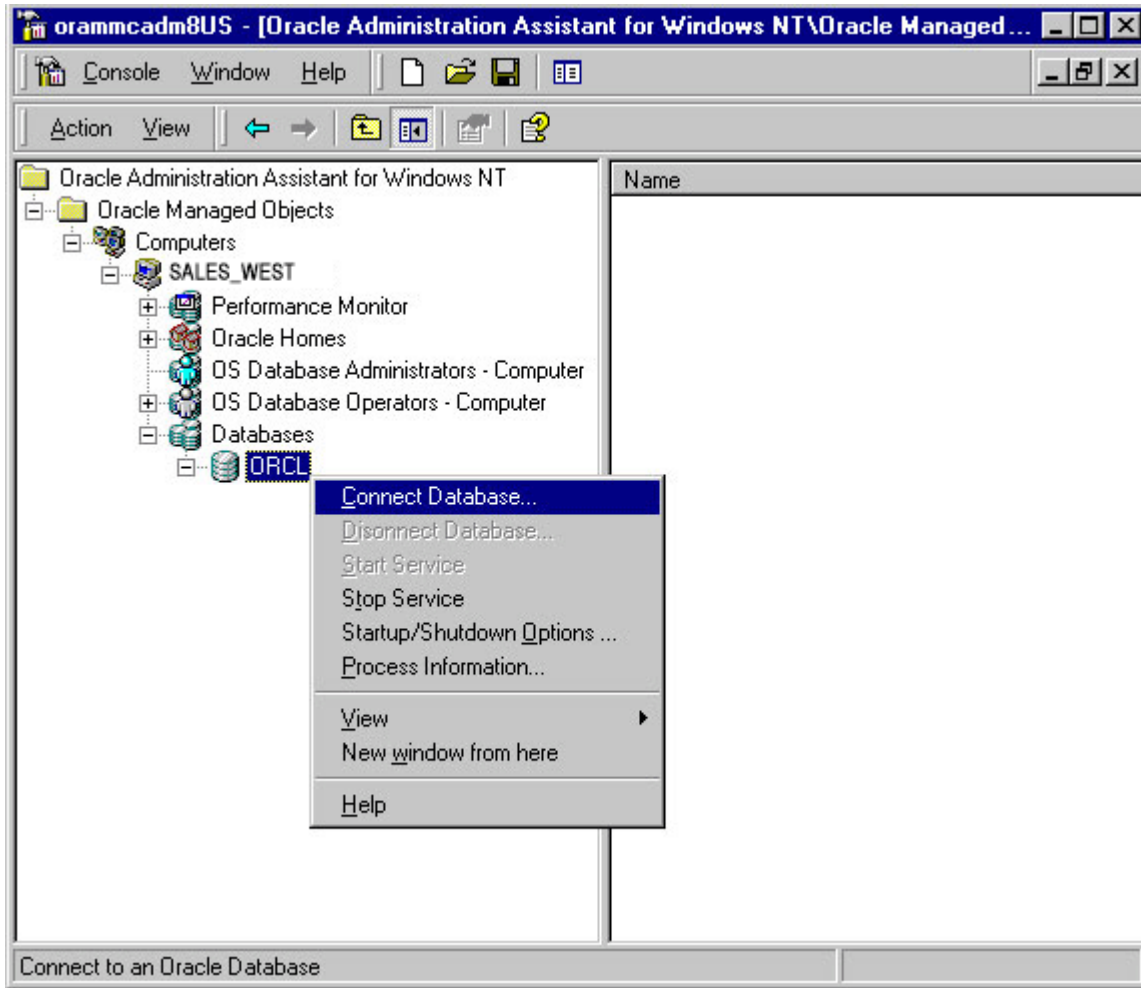 orammcadm8US - [Oracle Administration Assistant for Windows NT\Oracle Managed...
Console Window Help
Action View
Oracle Administration Assistant for Windows NT
Name
Oracle Managed Objects
Computers
SALES_WEST
Performance Monitor
Oracle Homes
OS Database Administrators - Computer
OS Database Operators - Computer
Databases
ORCL
Connect Database...
Disonnect Database...
Start Service
Stop Service
Startup/Shutdown Options ...
Process Information...
View
New window from here
Help
Connect to an Oracle Database